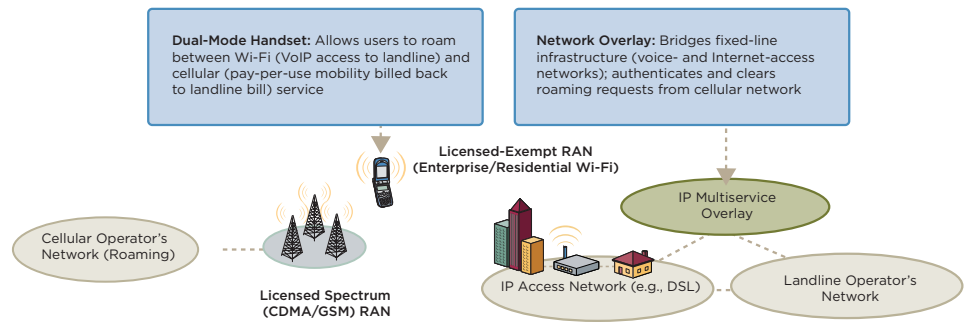 Dual-Mode Handset: Allows users to roam
between Wi-Fi (VoIP access to landline) and
cellular (pay-per-use mobility billed back
to landline bill) service
Network Overlay: Bridges fixed-line
infrastructure (voice- and Internet-access
networks); authenticates and clears
roaming requests from cellular network
Licensed-Exempt RAN
(Enterprise/Residential Wi-Fi)
IP Multiservice
Overlay
Cellular Operator's
Network (Roaming)
IP Access Network (e.g., DSL)
Landline Operator's
Network
Licensed Spectrum
(CDMA/GSM) RAN